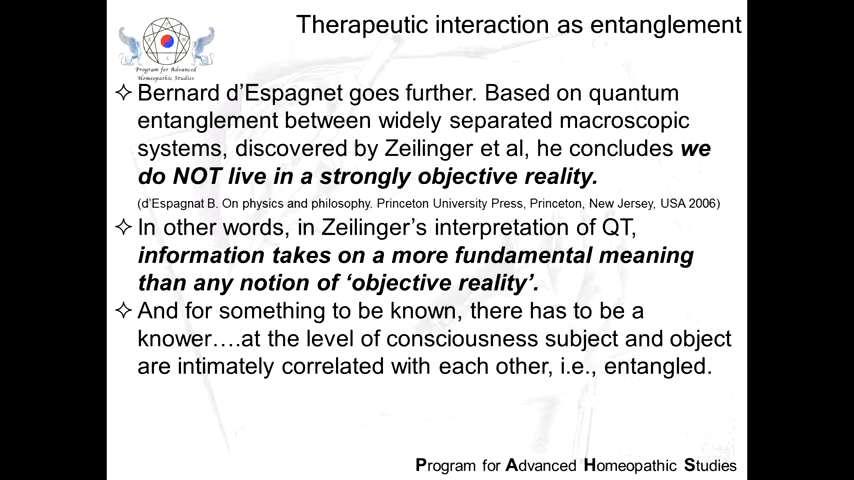 Therapeutic interaction as entanglement
Program for Advanced
Homeopathic Studies
✧ Bernard d’Espagnet goes further. Based on quantum
entanglement between widely separated macroscopic
systems, discovered by Zeilinger et al, he concludes we
do NOT live in a strongly objective reality.
(d’Espagnat B. On physics and philosophy. Princeton University Press, Princeton, New Jersey, USA 2006)
✧ In other words, in Zeilinger’s interpretation of QT,
information takes on a more fundamental meaning
than any notion of ‘objective reality’.
✧ And for something to be known, there has to be a
knower….at the level of consciousness subject and object
are intimately correlated with each other, i.e., entangled.
Program for Advanced Homeopathic Studies